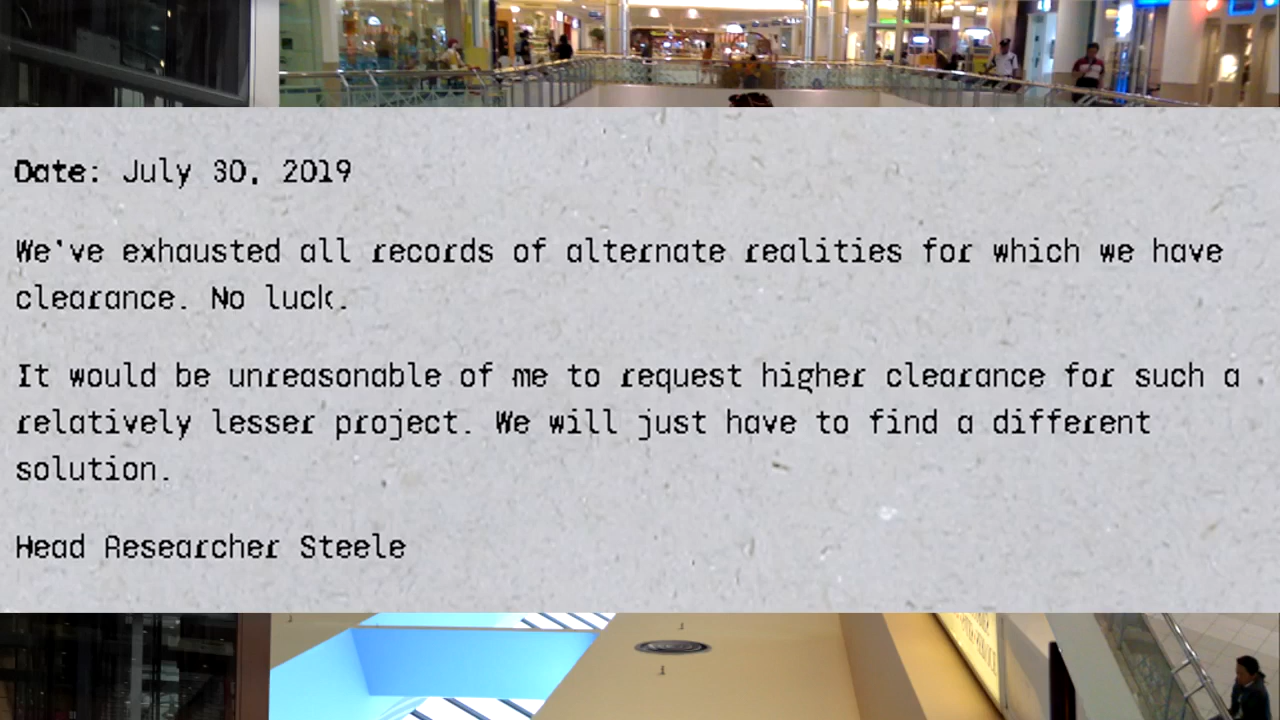 Date: July 30, 2019
We've exhausted all records of alternate realities for which we have
clearance. No luck.
It would be unreasonable of me to request higher clearance for such a
relatively lesser project. We will just have to find a different
solution.
Head Researcher Steele